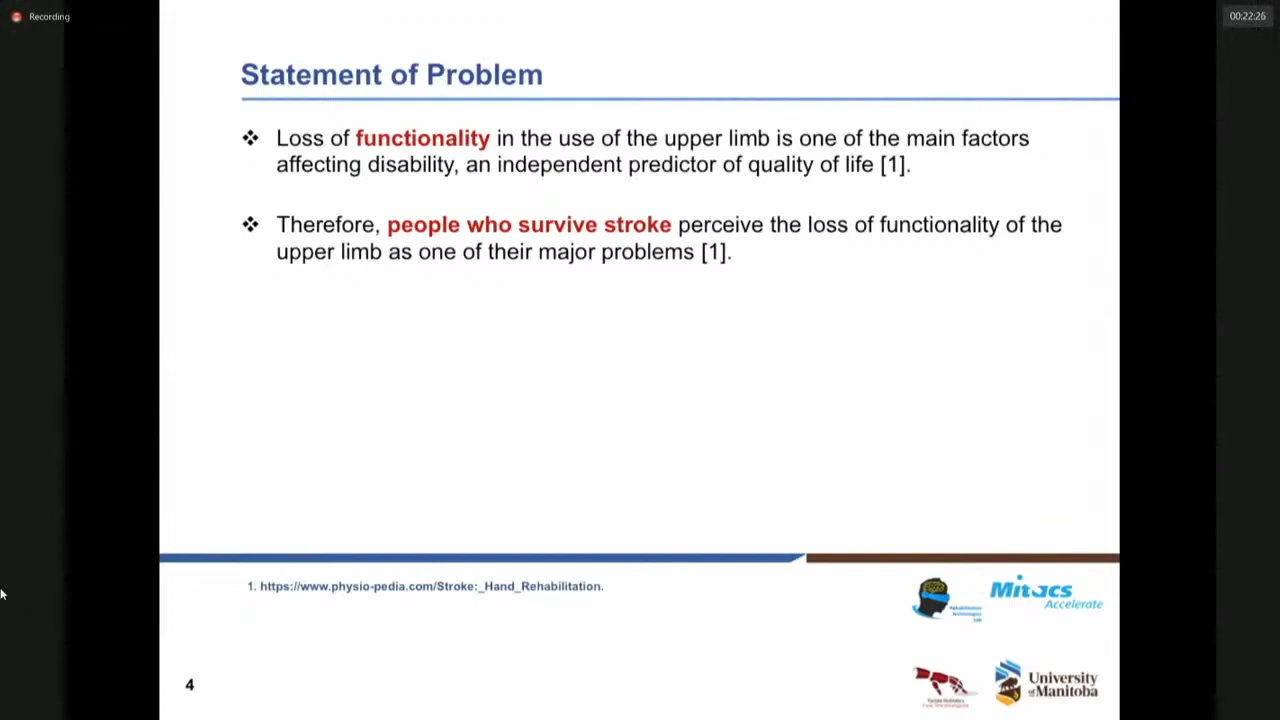 Recording
00:22:26
Statement of Problem
❖ Loss of functionality in the use of the upper limb is one of the main factors
affecting disability, an independent predictor of quality of life [1].
❖ Therefore, people who survive stroke perceive the loss of functionality of the
upper limb as one of their major problems [1].
1. https://www.physio-pedia.com/Stroke:_Hand_Rehabilitation.
Rehabilitation
Technologies
Lab
Mitacs
Accelerate
4
University
of Manitoba